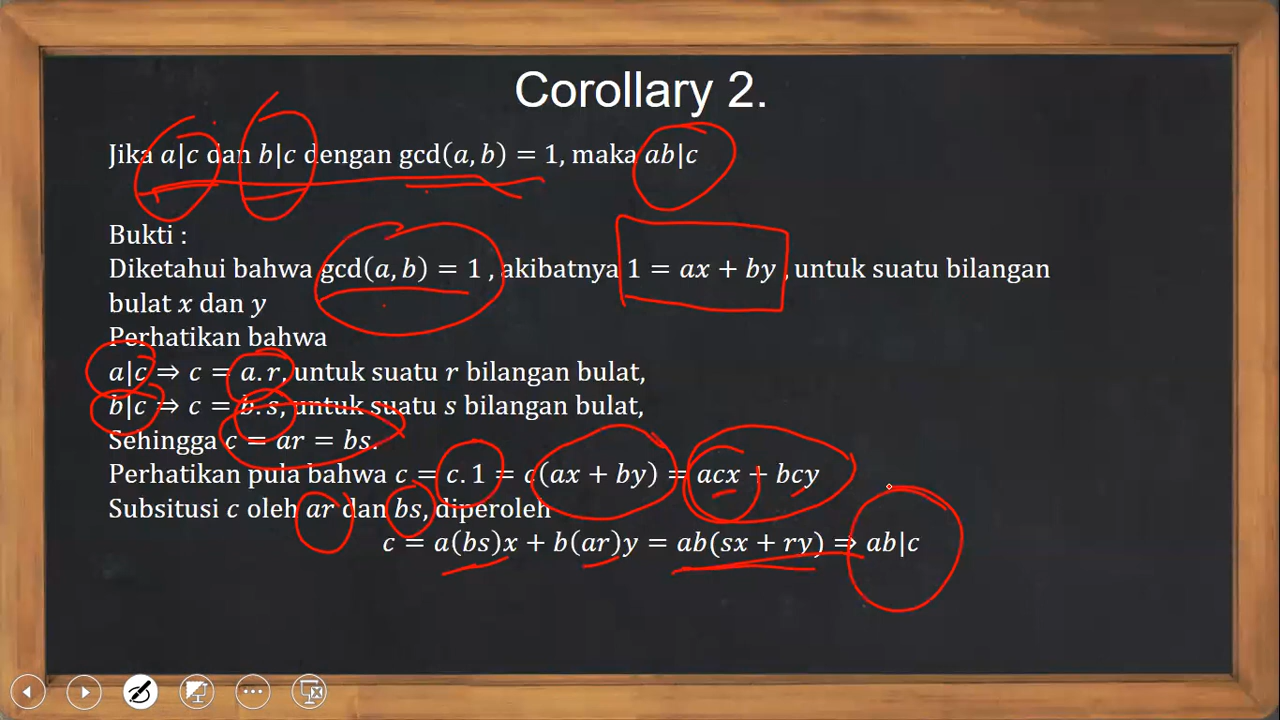 Corollary 2.
Jika a|c dan b|c dengan gcd(a, b) = 1, maka ab|c
Bukti :
Diketahui bahwa gcd(a, b) = 1 , akibatnya 1 = ax + by , untuk suatu bilangan
bulat x dan y
Perhatikan bahwa
a|c ⇒ c = a. r, untuk suatu r bilangan bulat,
b|c ⇒ c = b. s, untuk suatu s bilangan bulat,
Sehingga c = ar = bs.
Perhatikan pula bahwa c = c. 1 = c(ax + by) = acx + bcy
Subsitusi c oleh ar dan bs, diperoleh
c = a(bs)x + b(ar)y = ab(sx + ry) ⇒ ab|c